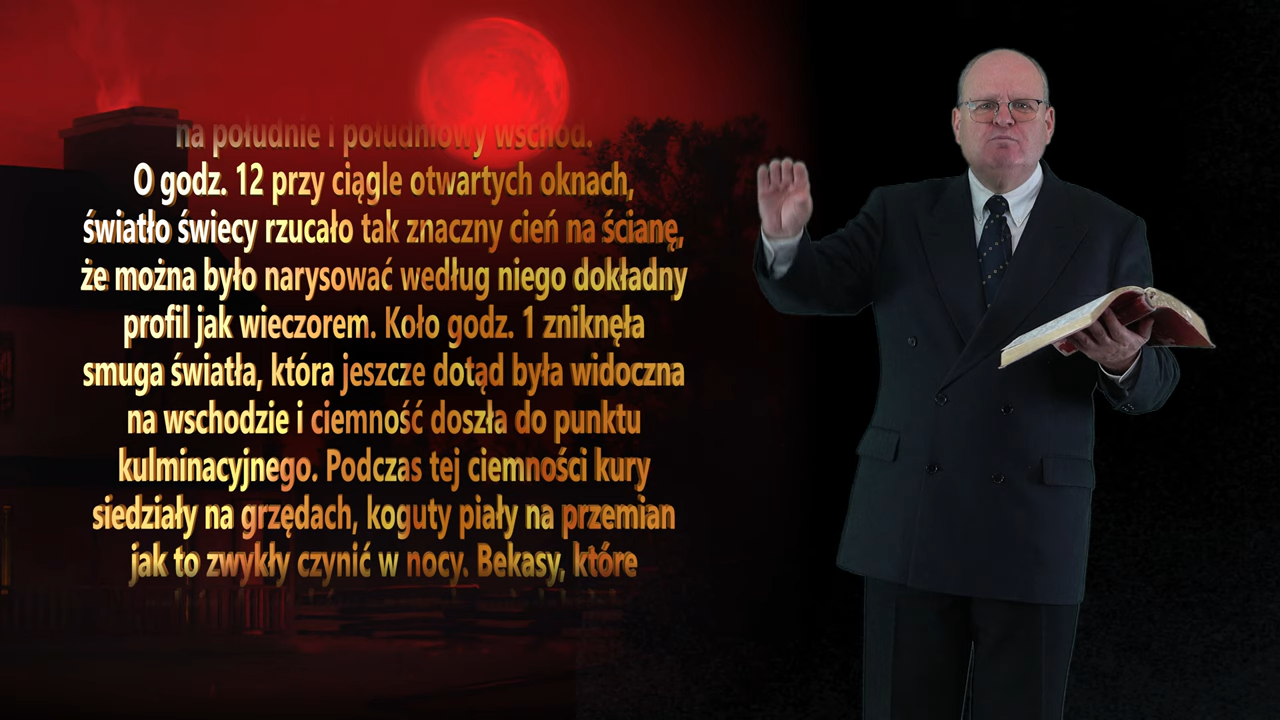 na południe i południowy wschod.
O godz. 12 przy ciągle otwartych oknach,
światło świecy rzucało tak znaczny cień na ścianę,
że można było narysować według niego dokładny
profil jak wieczorem. Koło godz. 1 zniknęła
smuga światła, która jeszcze dotąd była widoczna
na wschodzie i ciemność doszła do punktu
kulminacyjnego. Podczas tej ciemności kury
siedziały na grzędach, koguty piały na przemian
jak to zwykły czynić w nocy. Bekasy, które